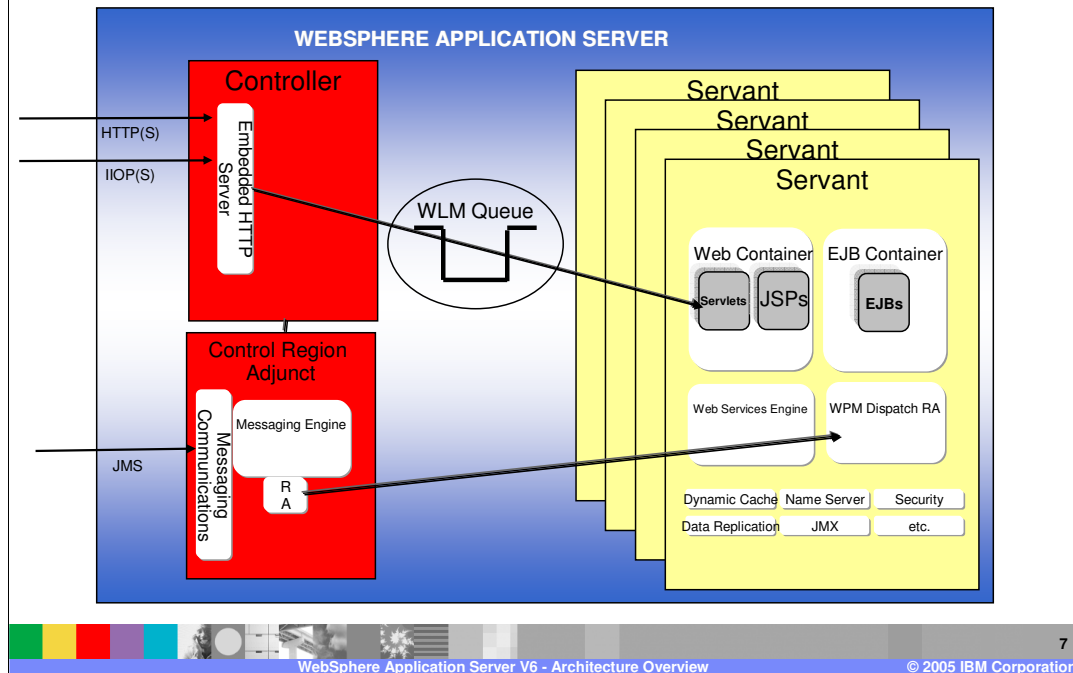 WEBSPHERE APPLICATION SERVER
Controller
HTTP(S)
IIOP(S)
Embedded HTTP
Server
WLM Queue
Control Region
Adjunct
Messaging
Communications
Messaging Engine
R
A
JMS
Servant
Servant
Servant
Servant
Web Container
Servlets
JSPs
EJB Container
EJBs
Web Services Engine
WPM Dispatch RA
Dynamic Cache
Name Server
Security
Data Replication
JMX
etc.
7
WebSphere Application Server V6 - Architecture Overview
© 2005 IBM Corporation